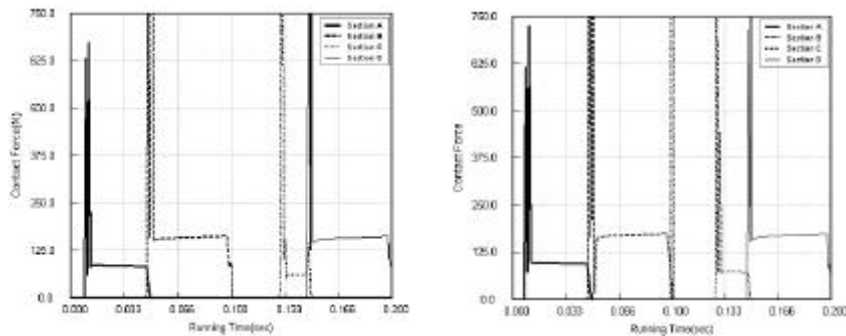 750.0
625.0
500.0
375.0
250.0
125.0
0.0
Contact Force(N)
Section A
Section B
Section C
Section D
0.000 0.033 0.066 0.100 0.133 0.166 0.200
Running Time(sec)
750.0
625.0
500.0
375.0
250.0
125.0
0.0
Contact Force
Section A
Section B
Section C
Section D
0.000 0.033 0.066 0.100 0.133 0.166 0.200
Running Time(sec)